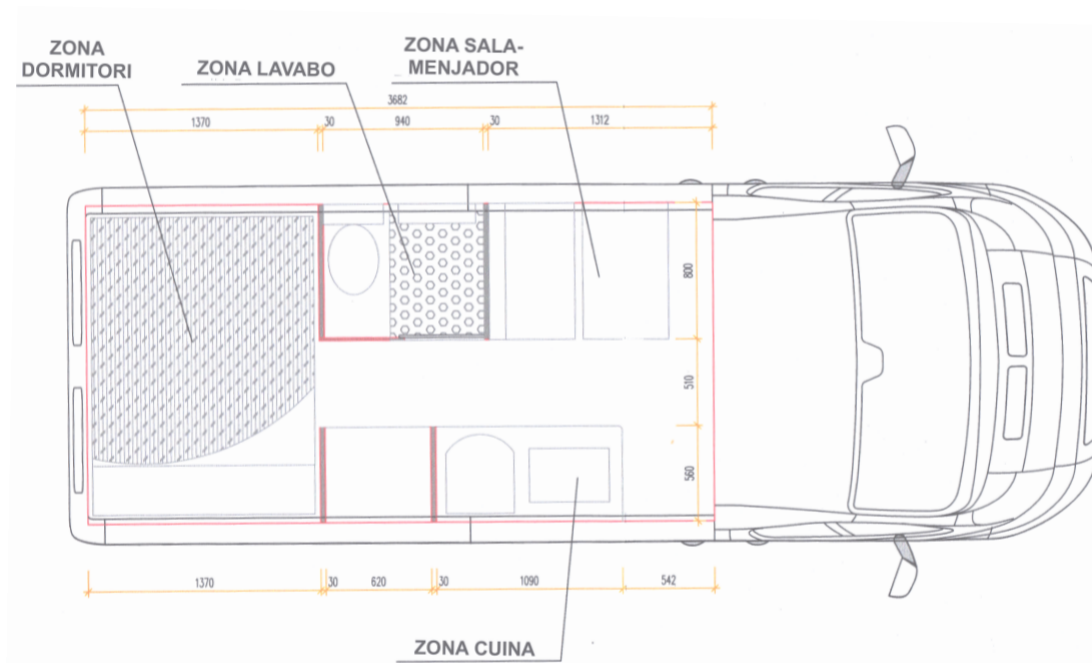 ZONA
DORMITORI
ZONA LAVABO
ZONA SALA-
MENJADOR
3682
1370
30
940
30
1312
800
510
560
1370
30
620
30
1090
542
ZONA CUINA